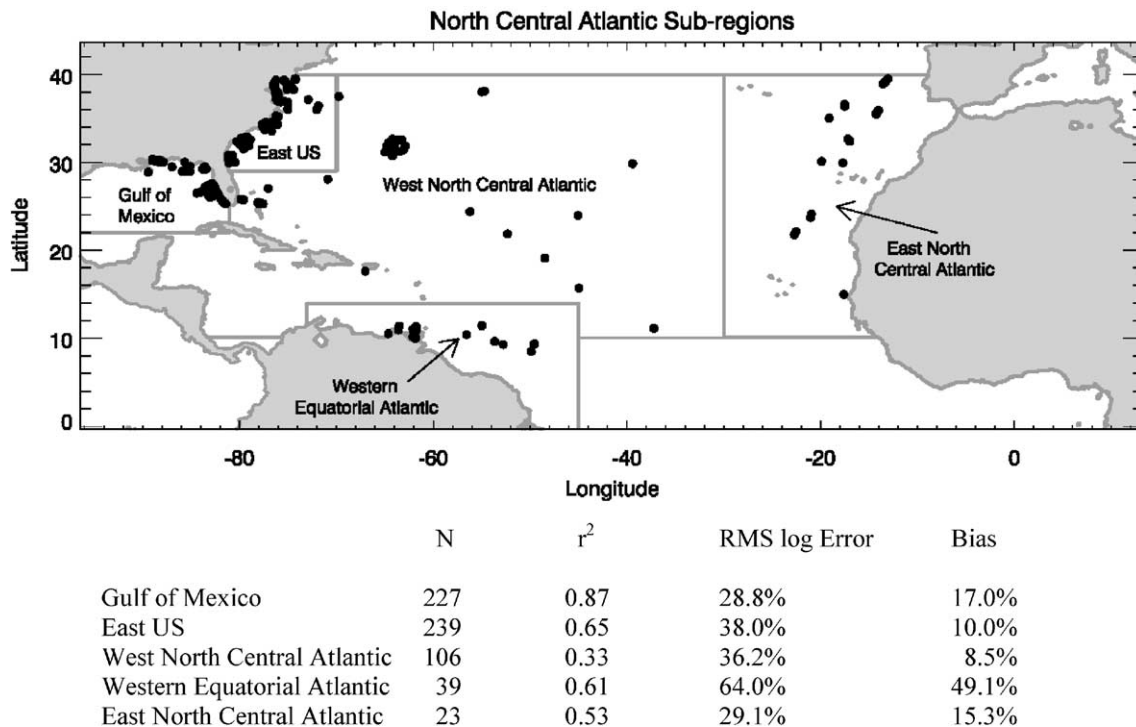 North Central Atlantic Sub-regions
40
30
20
10
0
Latitude
East US
Gulf of
Mexico
West North Central Atlantic
East North
Central Atlantic
Western
Equatorial Atlantic
-80 -60 -40 -20 0
Longitude
N r² RMS log Error Bias
Gulf of Mexico 227 0.87 28.8% 17.0%
East US 239 0.65 38.0% 10.0%
West North Central Atlantic 106 0.33 36.2% 8.5%
Western Equatorial Atlantic 39 0.61 64.0% 49.1%
East North Central Atlantic 23 0.53 29.1% 15.3%